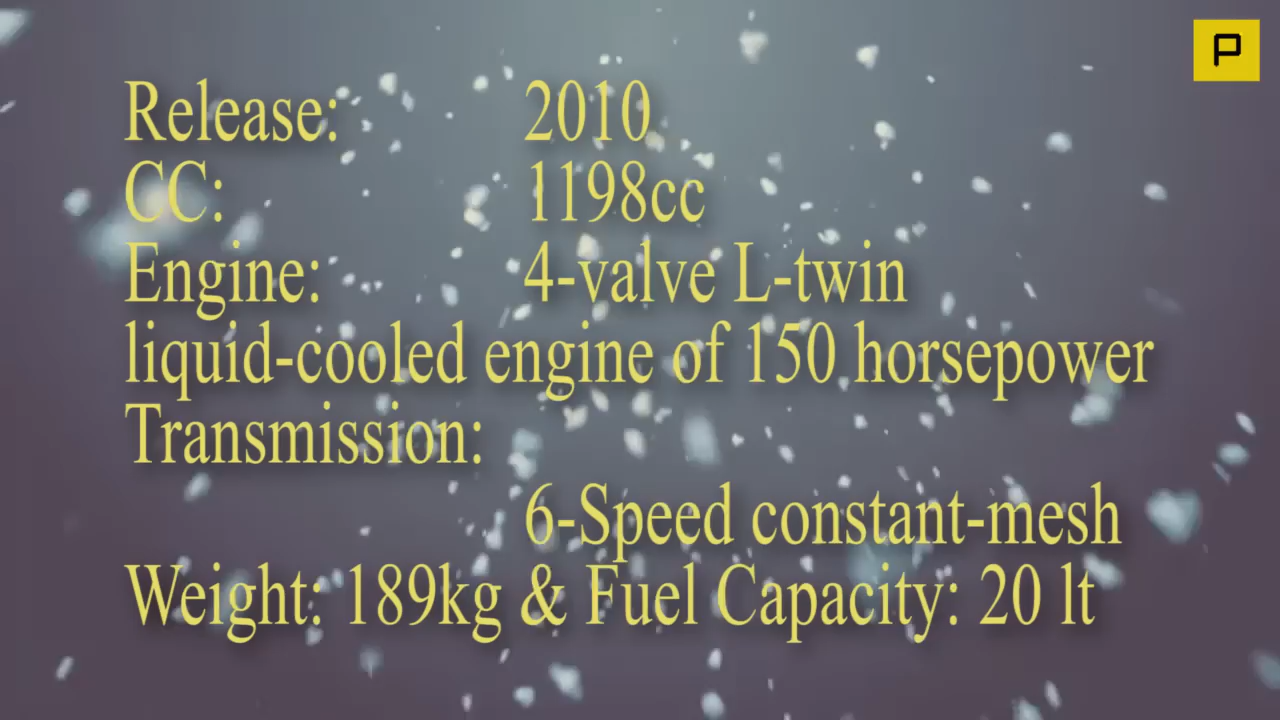 P
Release: 2010
CC: 1198cc
Engine: 4-valve L-twin
liquid-cooled engine of 150 horsepower
Transmission:
6-Speed constant-mesh
Weight: 189kg & Fuel Capacity: 20 lt